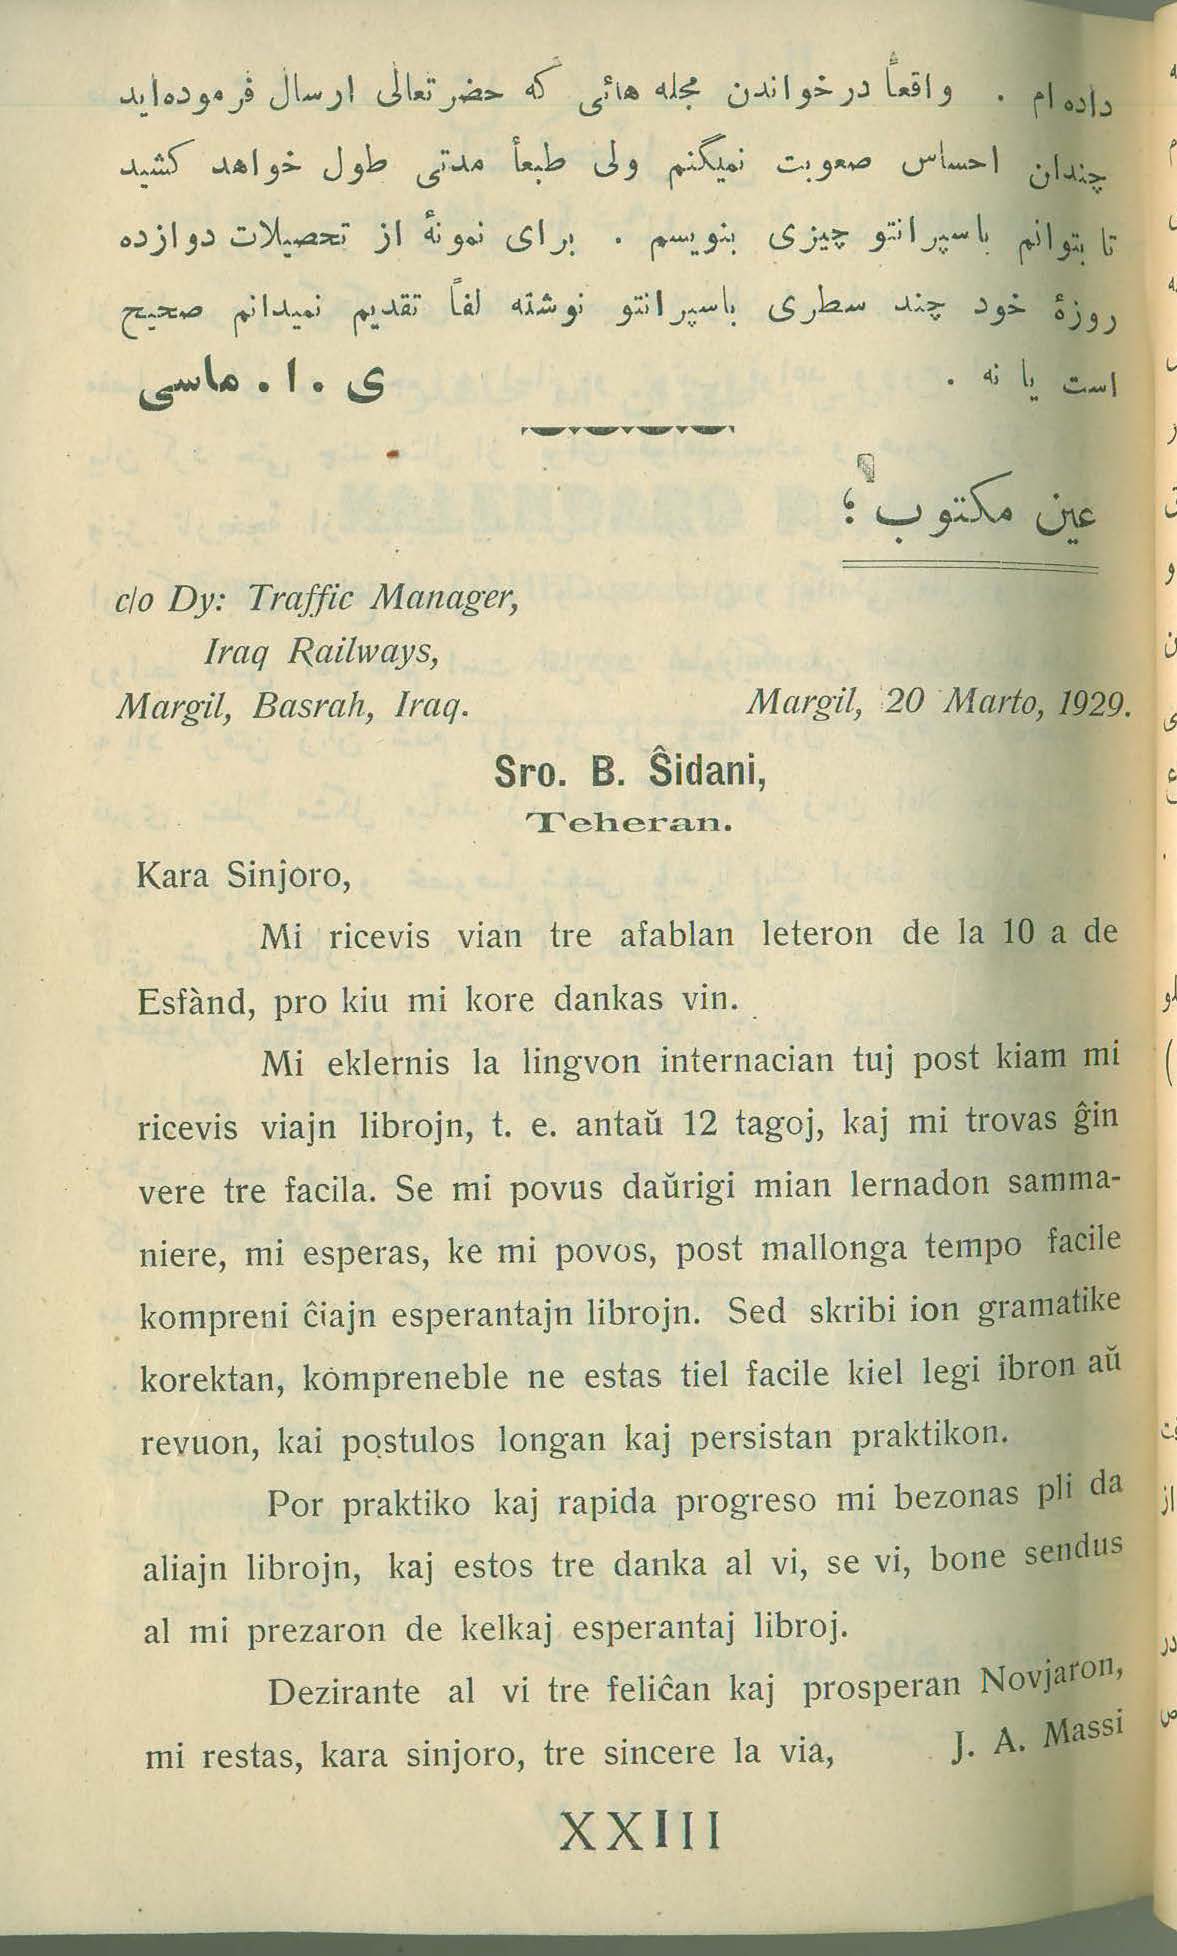 داده ام . واقعاً در خواندن مجله هائی که حضرتعالی ارسال فرموده‌اید
چندان احساس صعوبت نمیگنم ولی طبعاً مدتی طول خواهد کشید
تا بتوانم باسپرانتو چیزی بنویسم . برای نمونهٔ از تحصیلات دوازده
روزهٔ خود چند سطری باسپرانتو نوشته لفاً تقدیم نمیدانم صحیح
است یا نه . ی . ا . ماسی
عین مکتوب ؛
c/o Dy: Traffic Manager,
Iraq Railways,
Margil, Basrah, Iraq. Margil, 20 Marto, 1929.
Sro. B. Ŝidani,
Teheran.
Kara Sinjoro,
Mi ricevis vian tre afablan leteron de la 10 a de
Esfànd, pro kiu mi kore dankas vin.
Mi eklernis la lingvon internacian tuj post kiam mi
ricevis viajn librojn, t. e. antaŭ 12 tagoj, kaj mi trovas ĝin
vere tre facila. Se mi povus daŭrigi mian lernadon samma-
niere, mi esperas, ke mi povos, post mallonga tempo facile
kompreni ĉiajn esperantajn librojn. Sed skribi ion gramatike
korektan, kompreneble ne estas tiel facile kiel legi ibron aŭ
revuon, kai postulos longan kaj persistan praktikon.
Por praktiko kaj rapida progreso mi bezonas pli da
aliajn librojn, kaj estos tre danka al vi, se vi, bone sendus
al mi prezaron de kelkaj esperantaj libroj.
Dezirante al vi tre feliĉan kaj prosperan Novjaron,
mi restas, kara sinjoro, tre sincere la via, J. A. Massi
XXIII